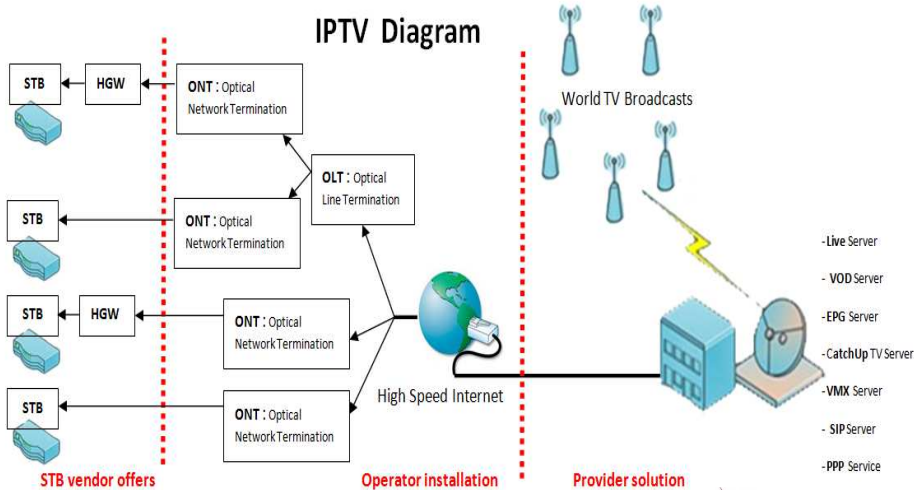 IPTV Diagram
STB
HGW
ONT : Optical
Network Termination
OLT : Optical
Line Termination
STB
ONT : Optical
Network Termination
STB
HGW
ONT : Optical
Network Termination
STB
ONT : Optical
Network Termination
High Speed Internet
World TV Broadcasts
- Live Server
- VOD Server
- EPG Server
- CatchUp TV Server
- VMX Server
- SIP Server
- PPP Service
STB vendor offers
Operator installation
Provider solution